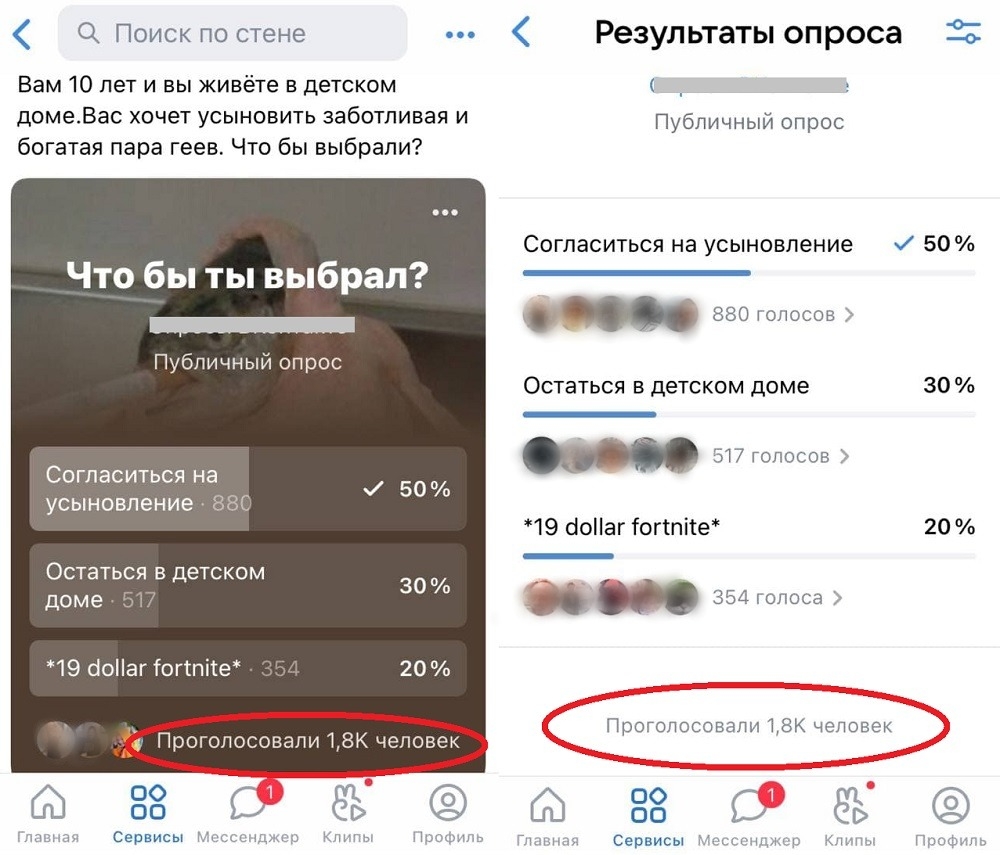 Поиск по стене
Вам 10 лет и вы живёте в детском
доме.Вас хочет усыновить заботливая и
богатая пара геев. Что бы выбрали?
Что бы ты выбрал?
Публичный опрос
Согласиться на
усыновление · 880
50 %
Остаться в детском
доме · 517
30 %
*19 dollar fortnite* · 354
20 %
Проголосовали 1,8K человек
Главная
Сервисы
1
Мессенджер
Клипы
Профиль
Результаты опроса
Публичный опрос
Согласиться на усыновление
50 %
880 голосов
Остаться в детском доме
30 %
517 голосов
*19 dollar fortnite*
20 %
354 голоса
Проголосовали 1,8K человек
Главная
Сервисы
1
Мессенджер
Клипы
Профиль